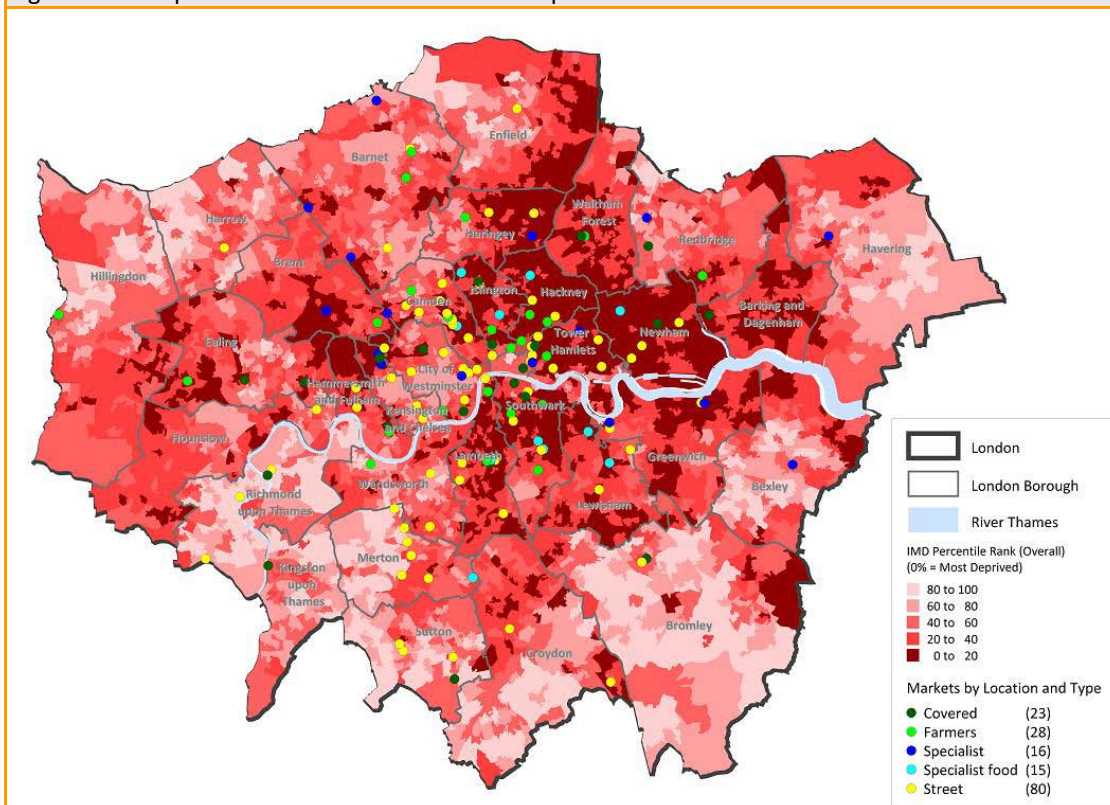 Enfield
Barnet
Harrow
Haringey
Waltham
Forest
Redbridge
Havering
Hillingdon
Brent
Camden
Islington
Hackney
Barking and
Dagenham
Ealing
Tower
Hamlets
Newham
City of
Westminster
Hammersmith
and Fulham
Kensington
and Chelsea
Southwark
Hounslow
Lambeth
Greenwich
Wandsworth
Bexley
Richmond
upon Thames
Lewisham
Merton
Kingston
upon
Thames
Bromley
Sutton
Croydon
London
London Borough
River Thames
IMD Percentile Rank (Overall)
(0% = Most Deprived)
80 to 100
60 to 80
40 to 60
20 to 40
0 to 20
Markets by Location and Type
Covered (23)
Farmers (28)
Specialist (16)
Specialist food (15)
Street (80)